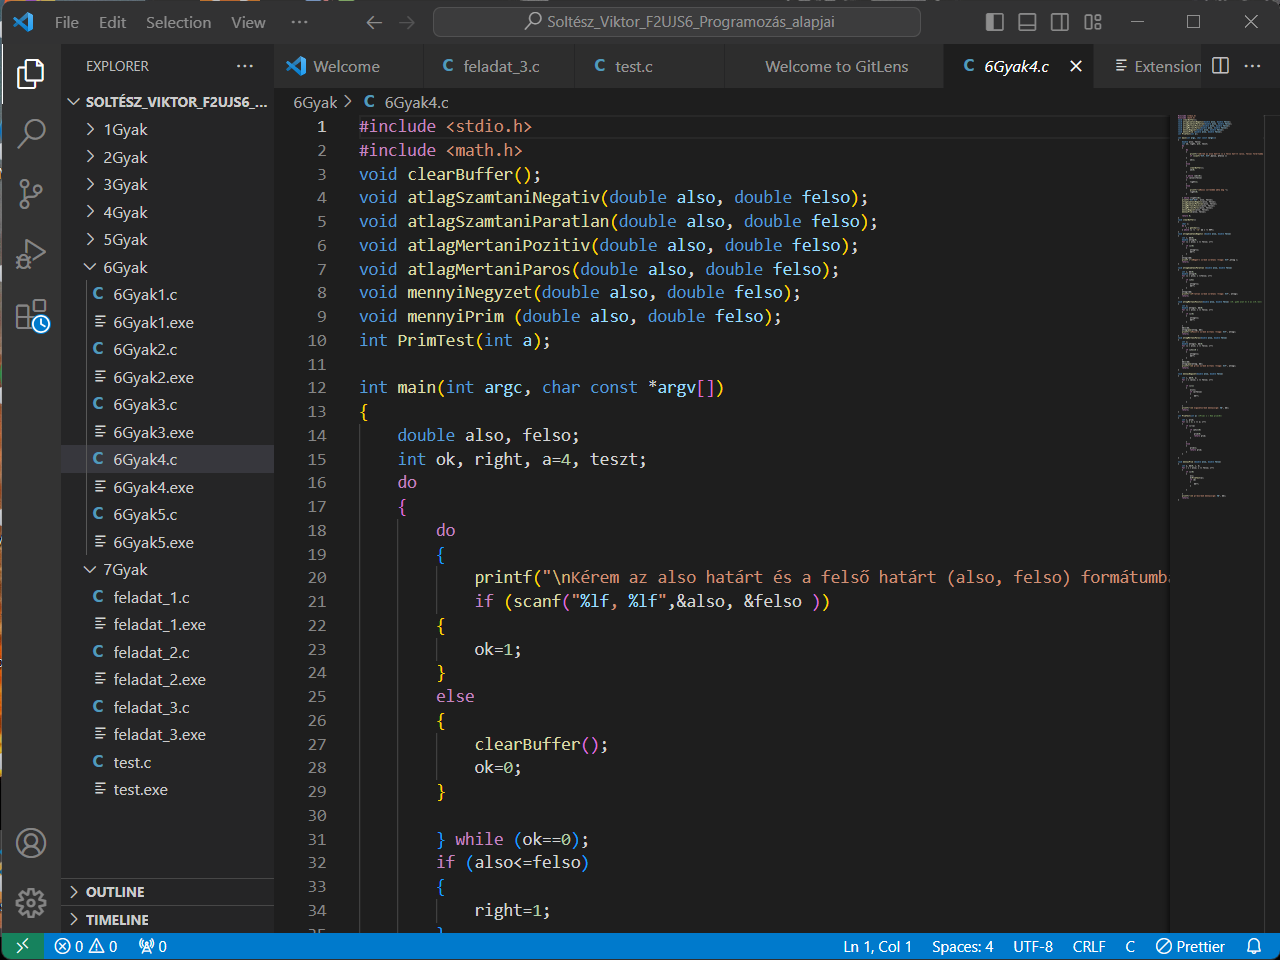 File Edit Selection View ··· Soltész_Viktor_F2UJS6_Programozás_alapjai
EXPLORER ···
Welcome
feladat_3.c
test.c
Welcome to GitLens
6Gyak4.c
Extension
SOLTÉSZ_VIKTOR_F2UJS6_...
1Gyak
2Gyak
3Gyak
4Gyak
5Gyak
6Gyak
6Gyak1.c
6Gyak1.exe
6Gyak2.c
6Gyak2.exe
6Gyak3.c
6Gyak3.exe
6Gyak4.c
6Gyak4.exe
6Gyak5.c
6Gyak5.exe
7Gyak
feladat_1.c
feladat_1.exe
feladat_2.c
feladat_2.exe
feladat_3.c
feladat_3.exe
test.c
test.exe
OUTLINE
TIMELINE
6Gyak > C 6Gyak4.c
1 #include <stdio.h>
2 #include <math.h>
3 void clearBuffer();
4 void atlagSzamtaniNegativ(double also, double felso);
5 void atlagSzamtaniParatlan(double also, double felso);
6 void atlagMertaniPozitiv(double also, double felso);
7 void atlagMertaniParos(double also, double felso);
8 void mennyiNegyzet(double also, double felso);
9 void mennyiPrim (double also, double felso);
10 int PrimTest(int a);
11
12 int main(int argc, char const *argv[])
13 {
14 double also, felso;
15 int ok, right, a=4, teszt;
16 do
17 {
18 do
19 {
20 printf("\nKérem az also határt és a felső határt (also, felso) formátumba
21 if (scanf("%lf, %lf",&also, &felso ))
22 {
23 ok=1;
24 }
25 else
26 {
27 clearBuffer();
28 ok=0;
29 }
30
31 } while (ok==0);
32 if (also<=felso)
33 {
34 right=1;
35 }
0 0 0 Ln 1, Col 1 Spaces: 4 UTF-8 CRLF C Prettier